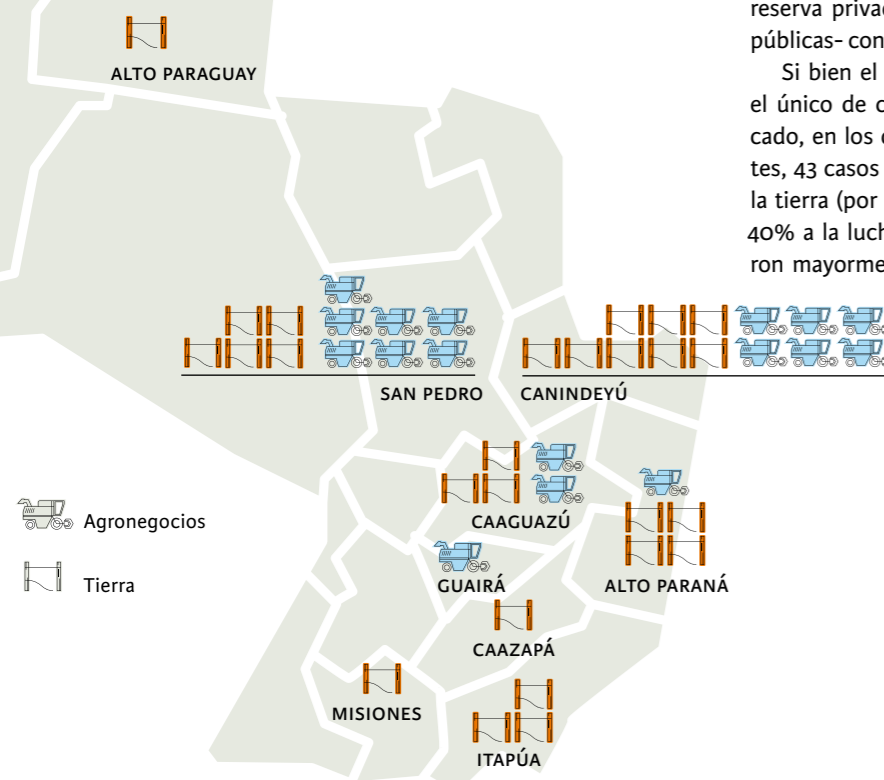 reserva privad
públicas- con
Si bien el
el único de c
cado, en los d
tes, 43 casos
la tierra (por
40% a la luch
ron mayorme
ALTO PARAGUAY
SAN PEDRO
CANINDEYÚ
CAAGUAZÚ
GUAIRÁ
ALTO PARANÁ
CAAZAPÁ
MISIONES
ITAPÚA
Agronegocios
Tierra